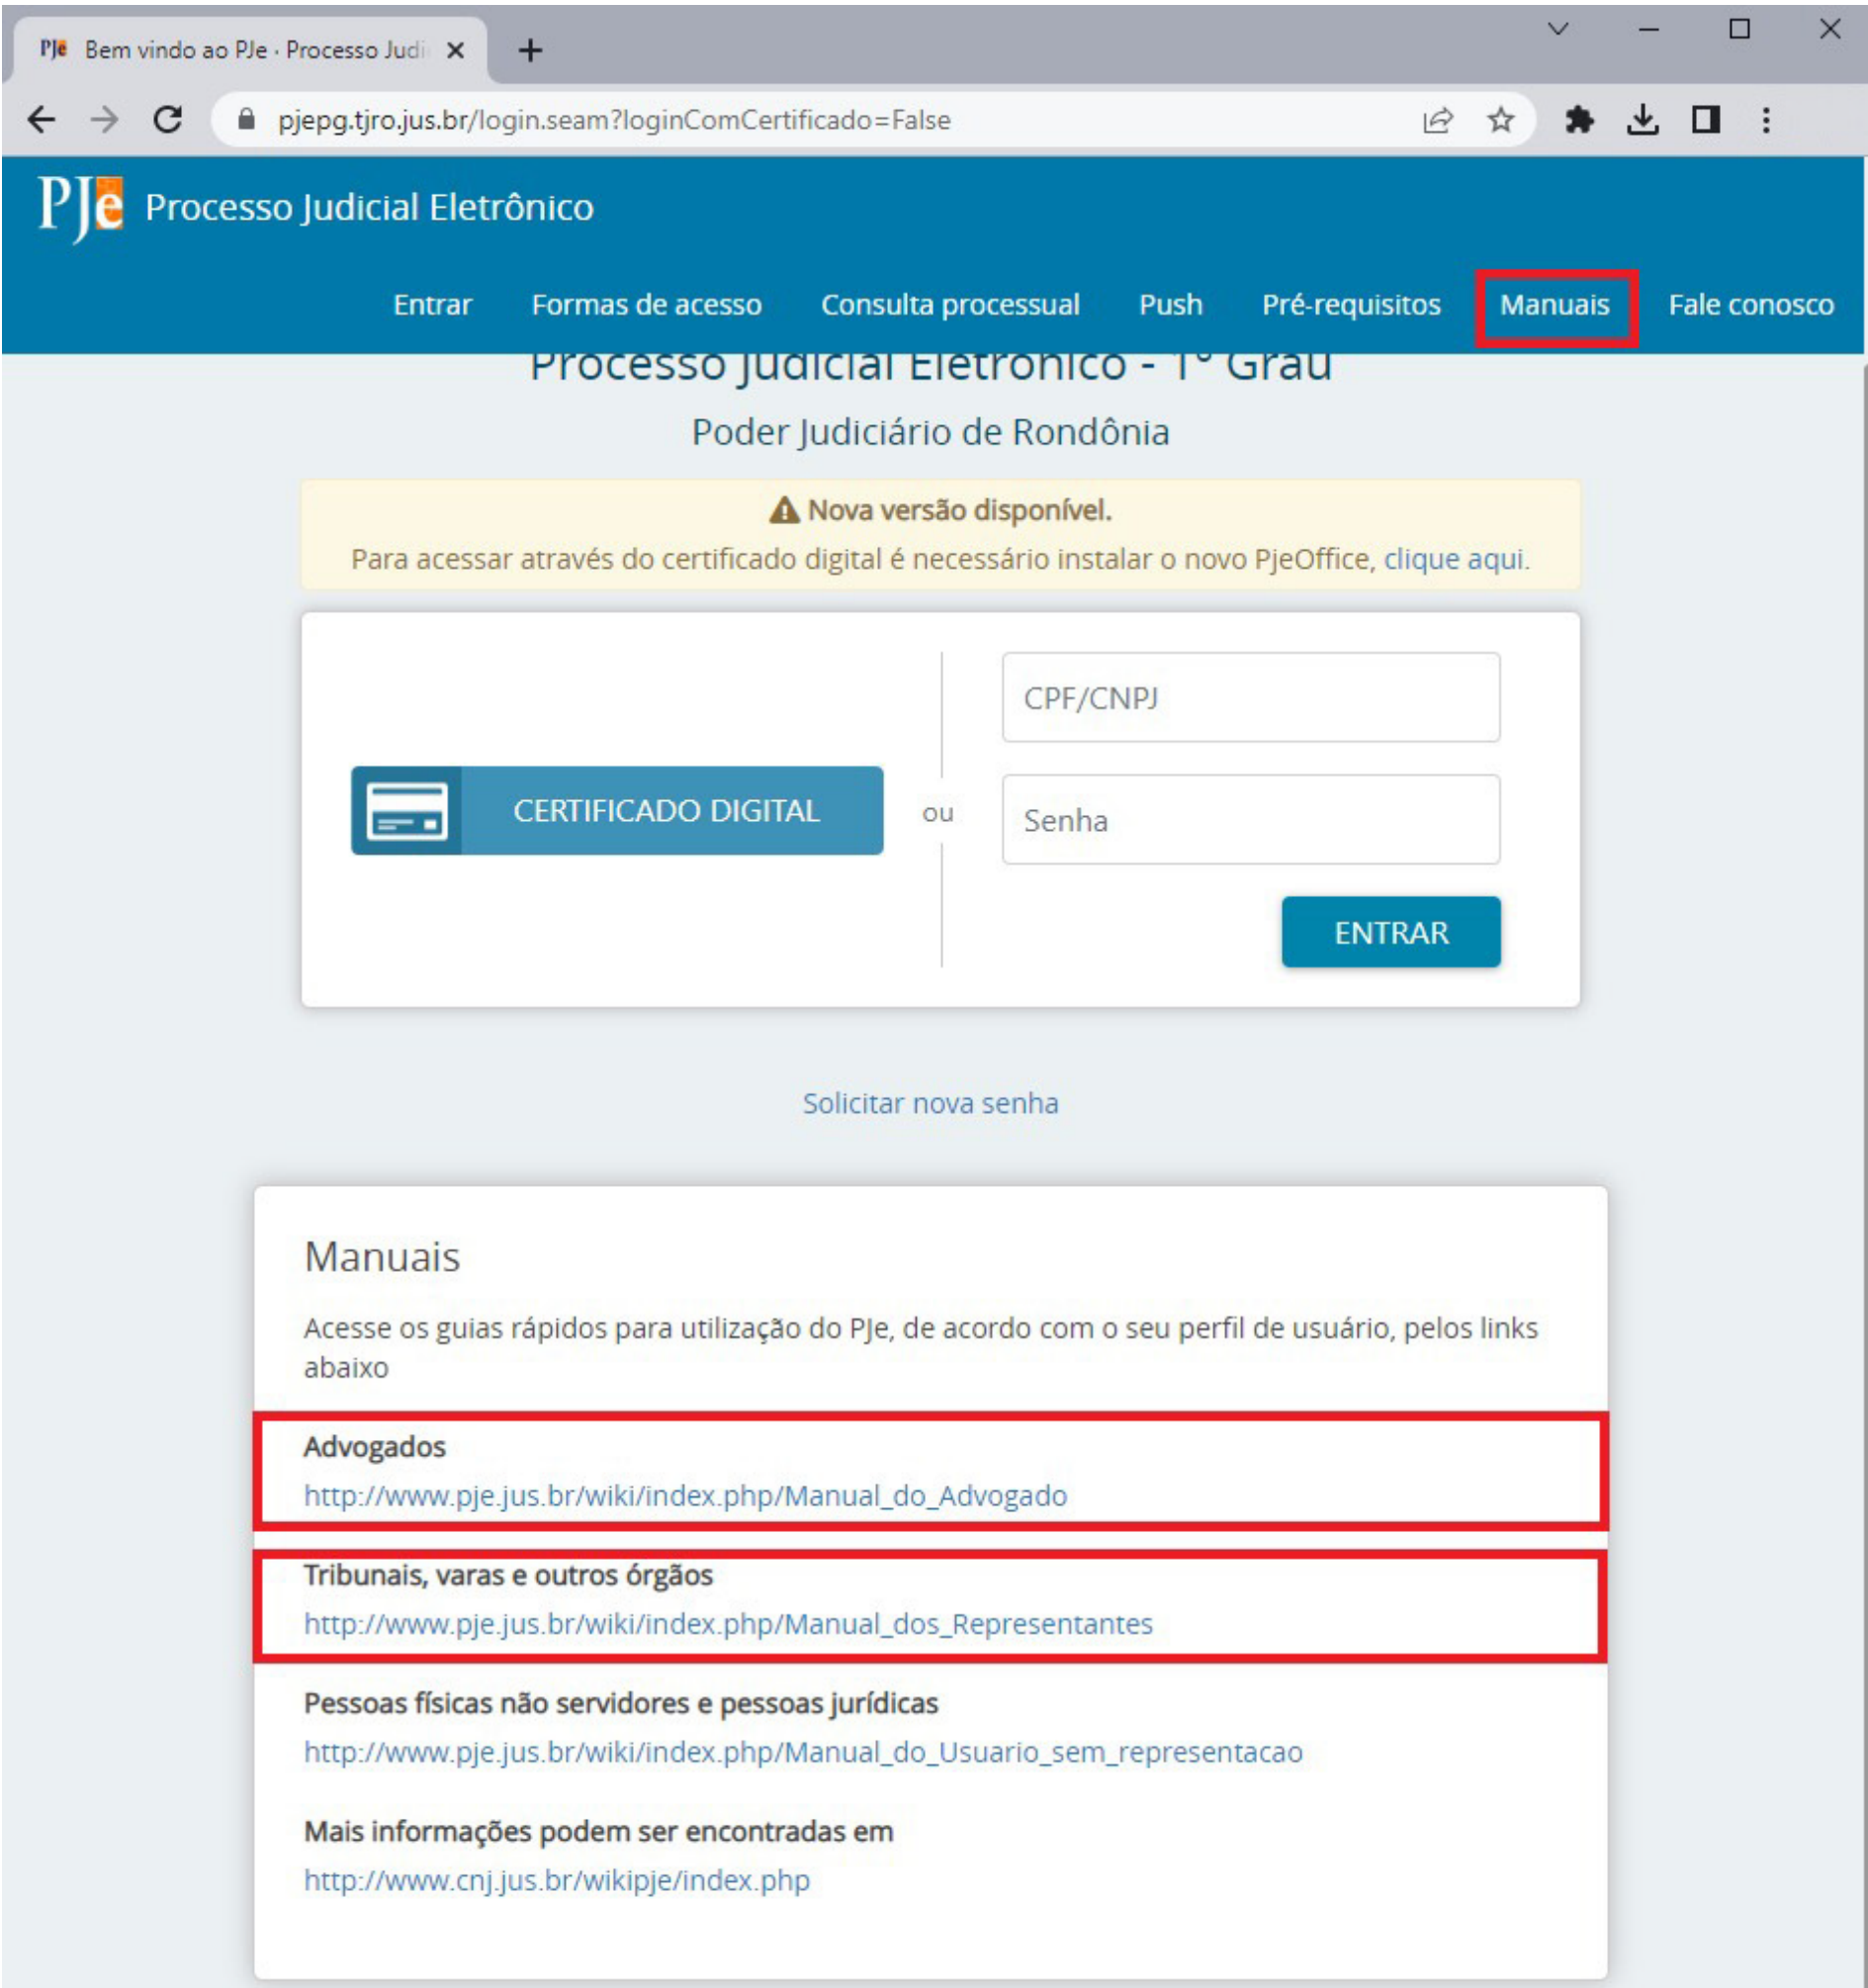 PJe Bem vindo ao PJe · Processo Judi
pjepg.tjro.jus.br/login.seam?loginComCertificado=False
PJe Processo Judicial Eletrônico
Entrar Formas de acesso Consulta processual Push Pré-requisitos Manuais Fale conosco
Processo Judicial Eletrônico - 1º Grau
Poder Judiciário de Rondônia
Nova versão disponível.
Para acessar através do certificado digital é necessário instalar o novo PjeOffice, clique aqui.
CPF/CNPJ
CERTIFICADO DIGITAL
ou
Senha
ENTRAR
Solicitar nova senha
Manuais
Acesse os guias rápidos para utilização do PJe, de acordo com o seu perfil de usuário, pelos links
abaixo
Advogados
http://www.pje.jus.br/wiki/index.php/Manual_do_Advogado
Tribunais, varas e outros órgãos
http://www.pje.jus.br/wiki/index.php/Manual_dos_Representantes
Pessoas físicas não servidores e pessoas jurídicas
http://www.pje.jus.br/wiki/index.php/Manual_do_Usuario_sem_representacao
Mais informações podem ser encontradas em
http://www.cnj.jus.br/wikipje/index.php